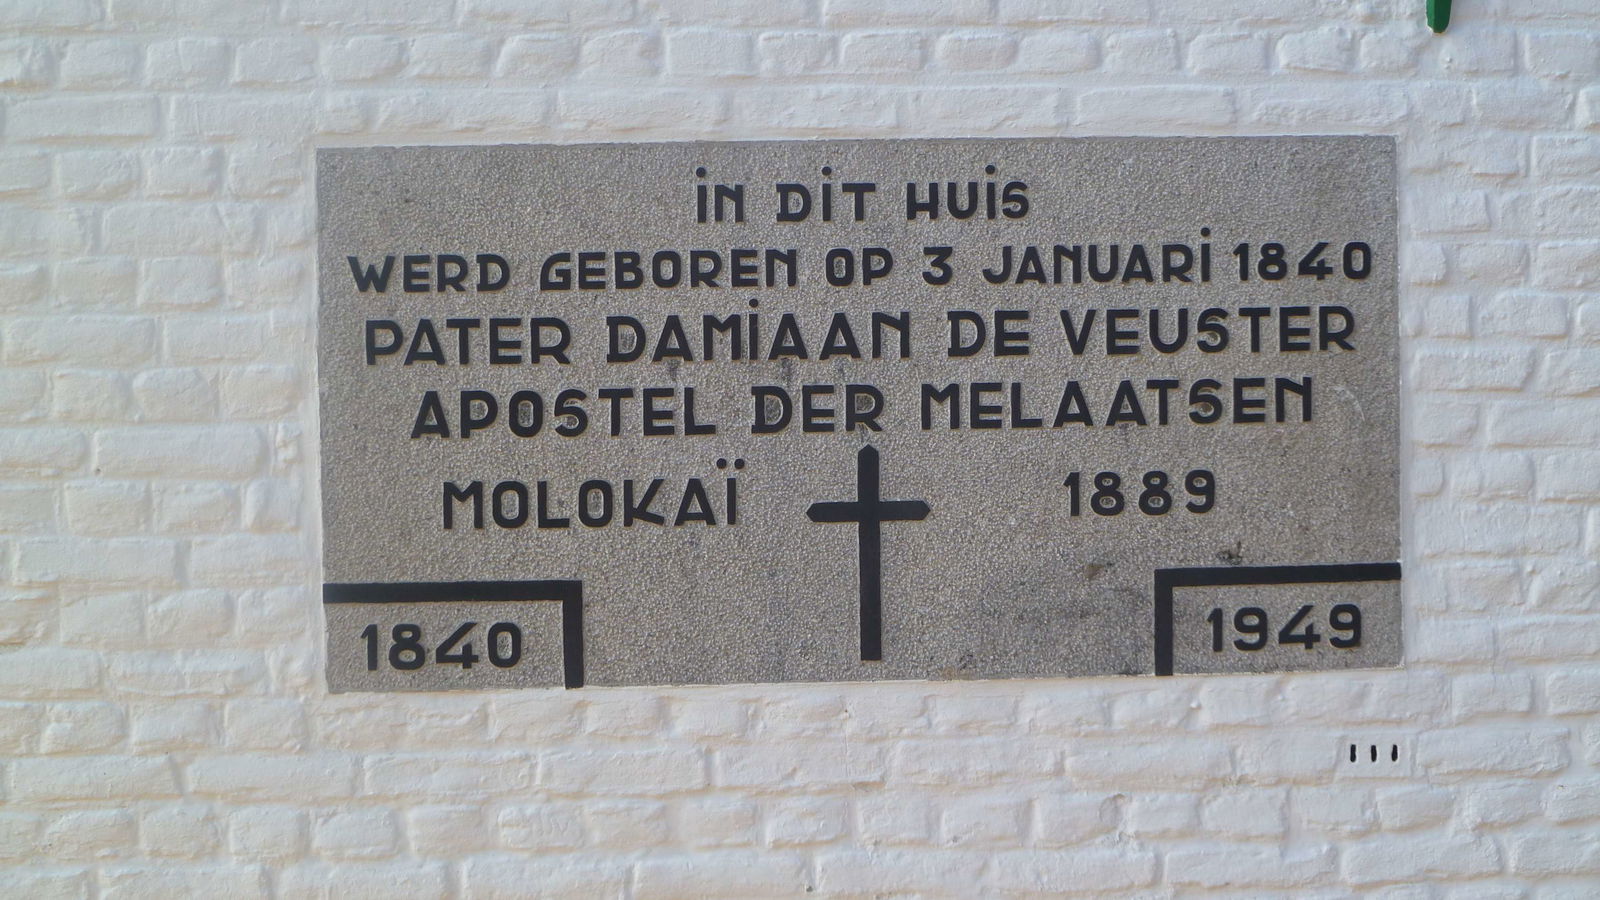 IN DIT HUIS
WERD GEBOREN OP 3 JANUARI 1840
PATER DAMIAAN DE VEUSTER
APOSTEL DER MELAATSEN
MOLOKAÏ 1889
1840 1949